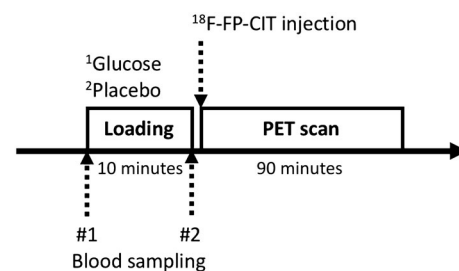 ¹⁸F-FP-CIT injection
¹Glucose
²Placebo
Loading
PET scan
10 minutes
90 minutes
#1
#2
Blood sampling